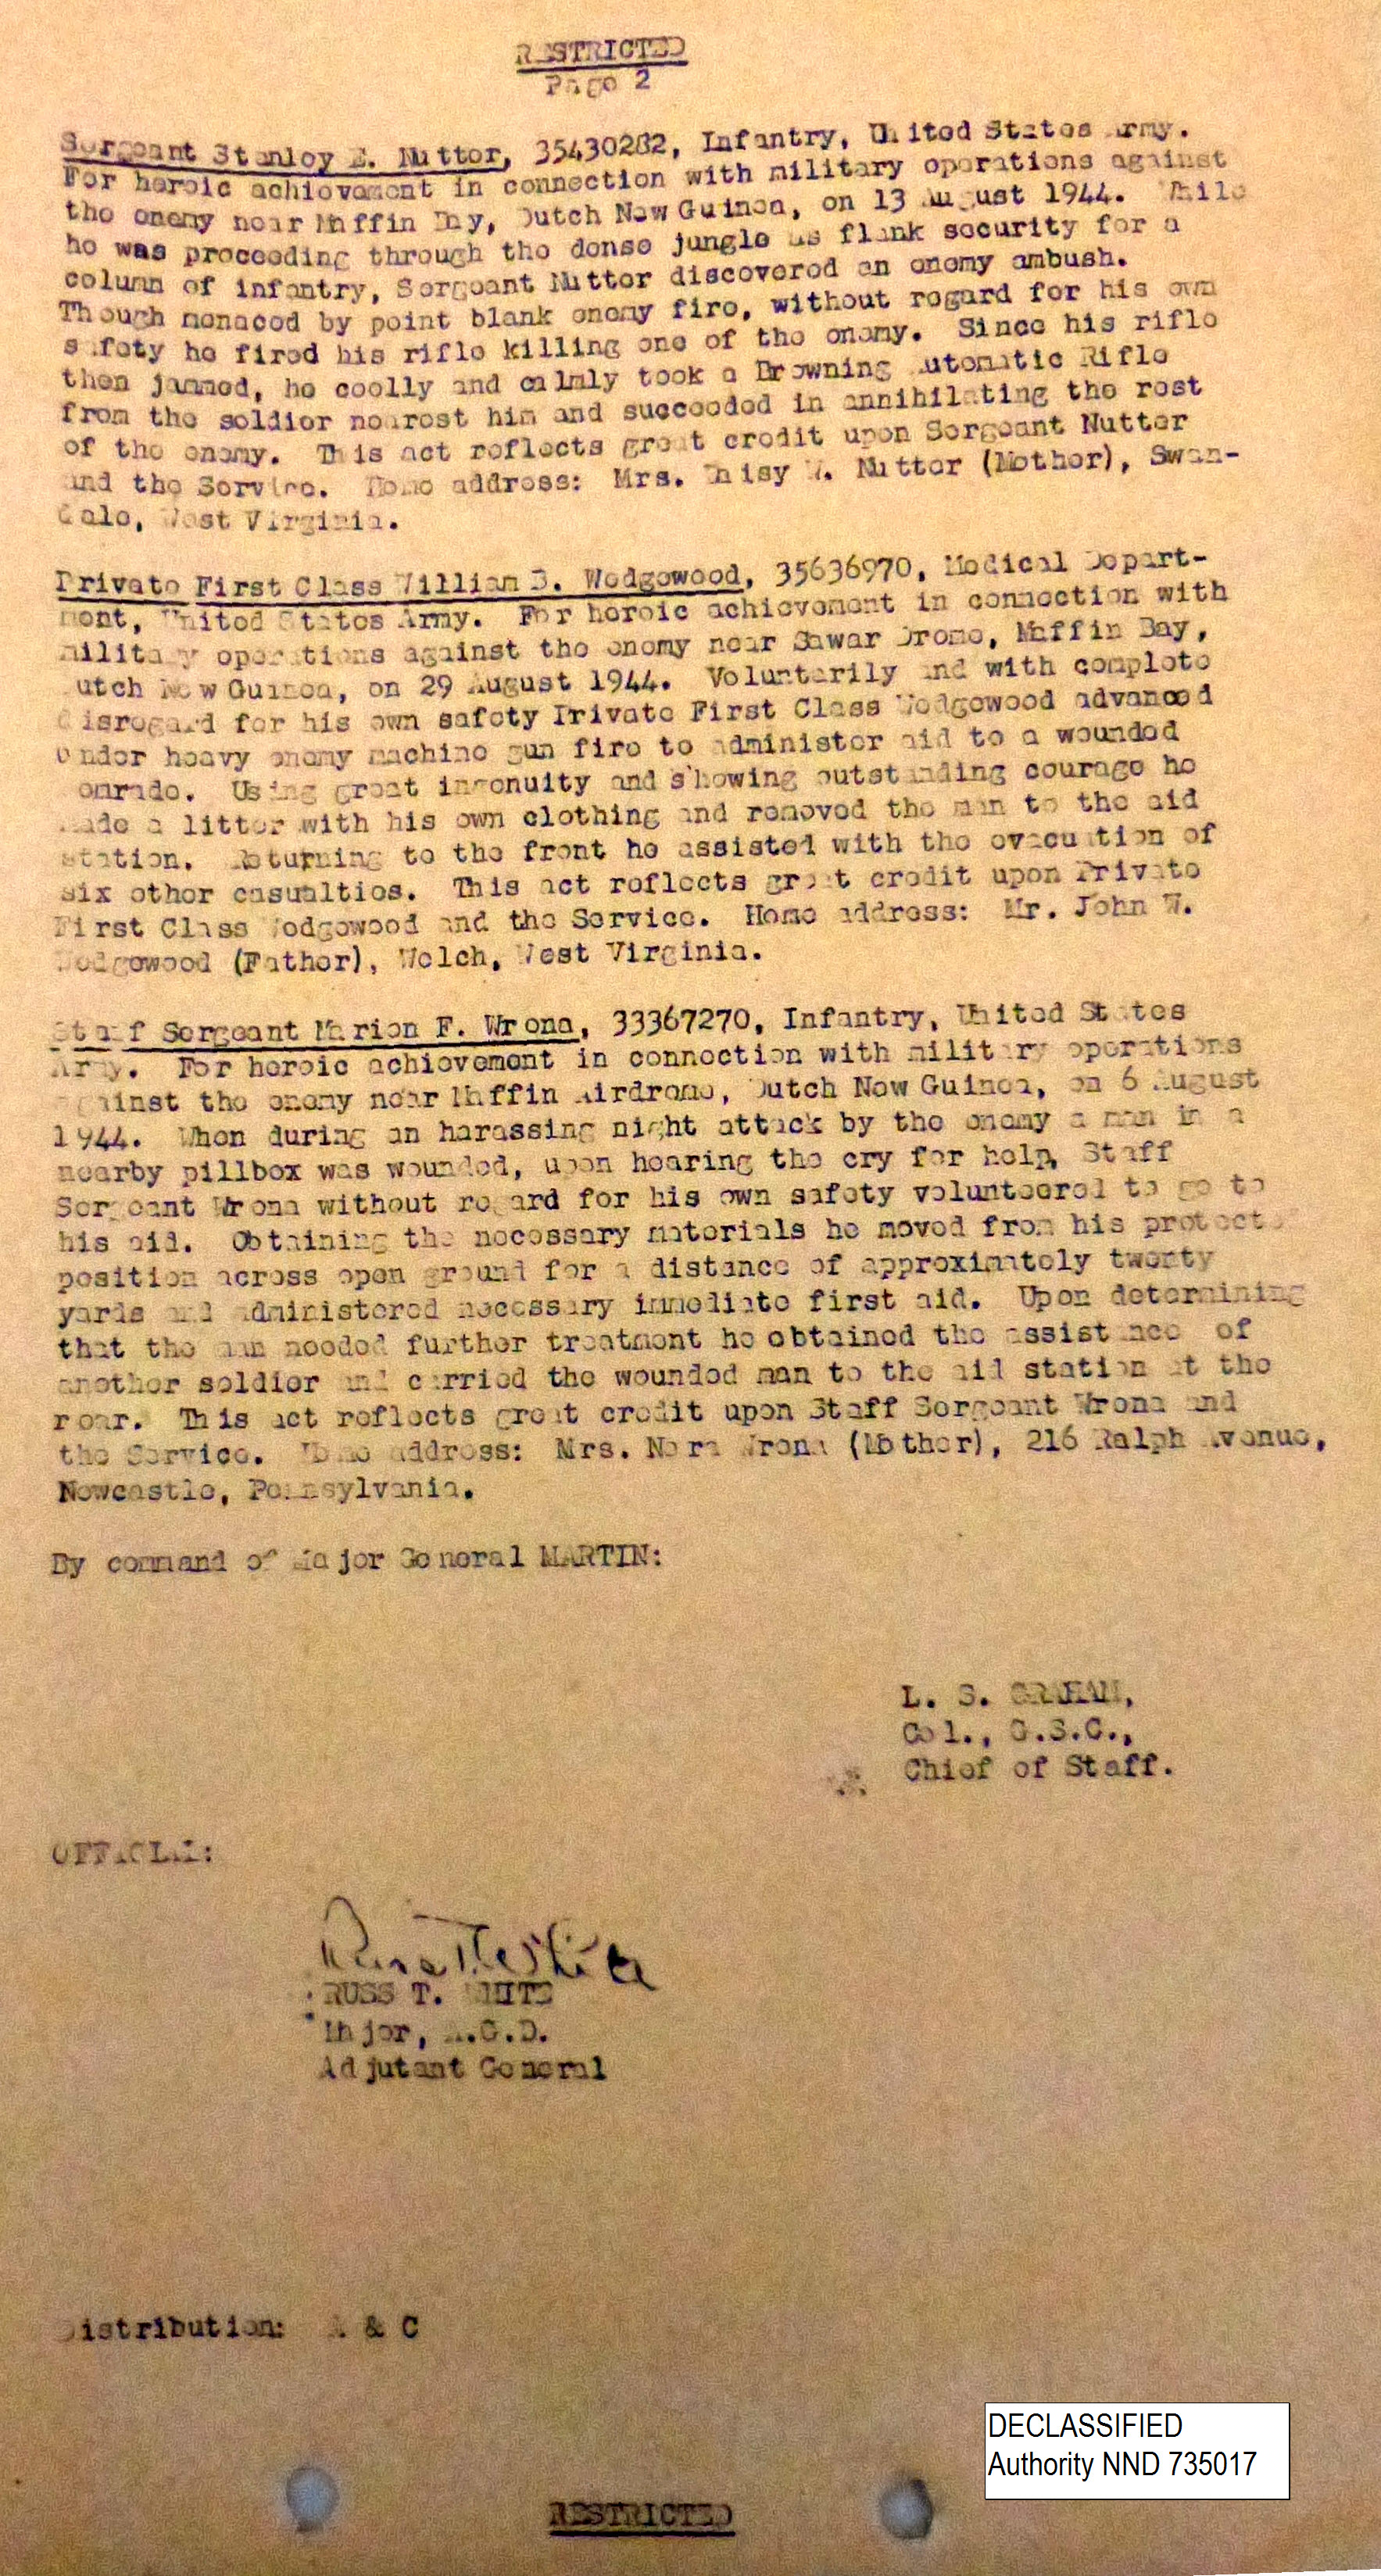 RESTRICTED
Page 2
Sergeant Stanley E. Nutter, 35430282, Infantry, United States Army.
For heroic achievement in connection with military operations against
the enemy near Maffin Bay, Dutch New Guinea, on 13 August 1944. While
he was proceeding through the dense jungle as flank security for a
column of infantry, Sergeant Nutter discovered an enemy ambush.
Though menaced by point blank enemy fire, without regard for his own
safety he fired his rifle killing one of the enemy. Since his rifle
then jammed, he coolly and calmly took a Browning Automatic Rifle
from the soldier nearest him and succeeded in annihilating the rest
of the enemy. This act reflects great credit upon Sergeant Nutter
and the Service. Home address: Mrs. Daisy W. Nutter (Mother), Swan-
dale, West Virginia.
Private First Class William B. Wedgewood, 35636970, Medical Depart-
ment, United States Army. For heroic achievement in connection with
military operations against the enemy near Sawar Drome, Maffin Bay,
Dutch New Guinea, on 29 August 1944. Voluntarily and with complete
disregard for his own safety Private First Class Wedgewood advanced
under heavy enemy machine gun fire to administer aid to a wounded
comrade. Using great ingenuity and showing outstanding courage he
made a litter with his own clothing and removed the man to the aid
station. Returning to the front he assisted with the evacuation of
six other casualties. This act reflects great credit upon Private
First Class Wedgewood and the Service. Home address: Mr. John W.
Wedgewood (Father), Welch, West Virginia.
Staff Sergeant Marion F. Wrona, 33367270, Infantry, United States
Army. For heroic achievement in connection with military operations
against the enemy near Maffin Airdrome, Dutch New Guinea, on 6 August
1944. When during an harassing night attack by the enemy a man in a
nearby pillbox was wounded, upon hearing the cry for help, Staff
Sergeant Wrona without regard for his own safety volunteered to go to
his aid. Obtaining the necessary materials he moved from his protected
position across open ground for a distance of approximately twenty
yards and administered necessary immediate first aid. Upon determining
that the man needed further treatment he obtained the assistance of
another soldier and carried the wounded man to the aid station at the
rear. This act reflects great credit upon Staff Sergeant Wrona and
the Service. Home address: Mrs. Nora Wrona (Mother), 216 Ralph Avenue,
Newcastle, Pennsylvania.
By command of Major General MARTIN:
L. S. GRAHAM,
Col., G.S.C.,
Chief of Staff.
OFFICIAL:
RUSS T. WHITE
Major, A.G.D.
Adjutant General
Distribution: A & C
DECLASSIFIED
Authority NND 735017
RESTRICTED